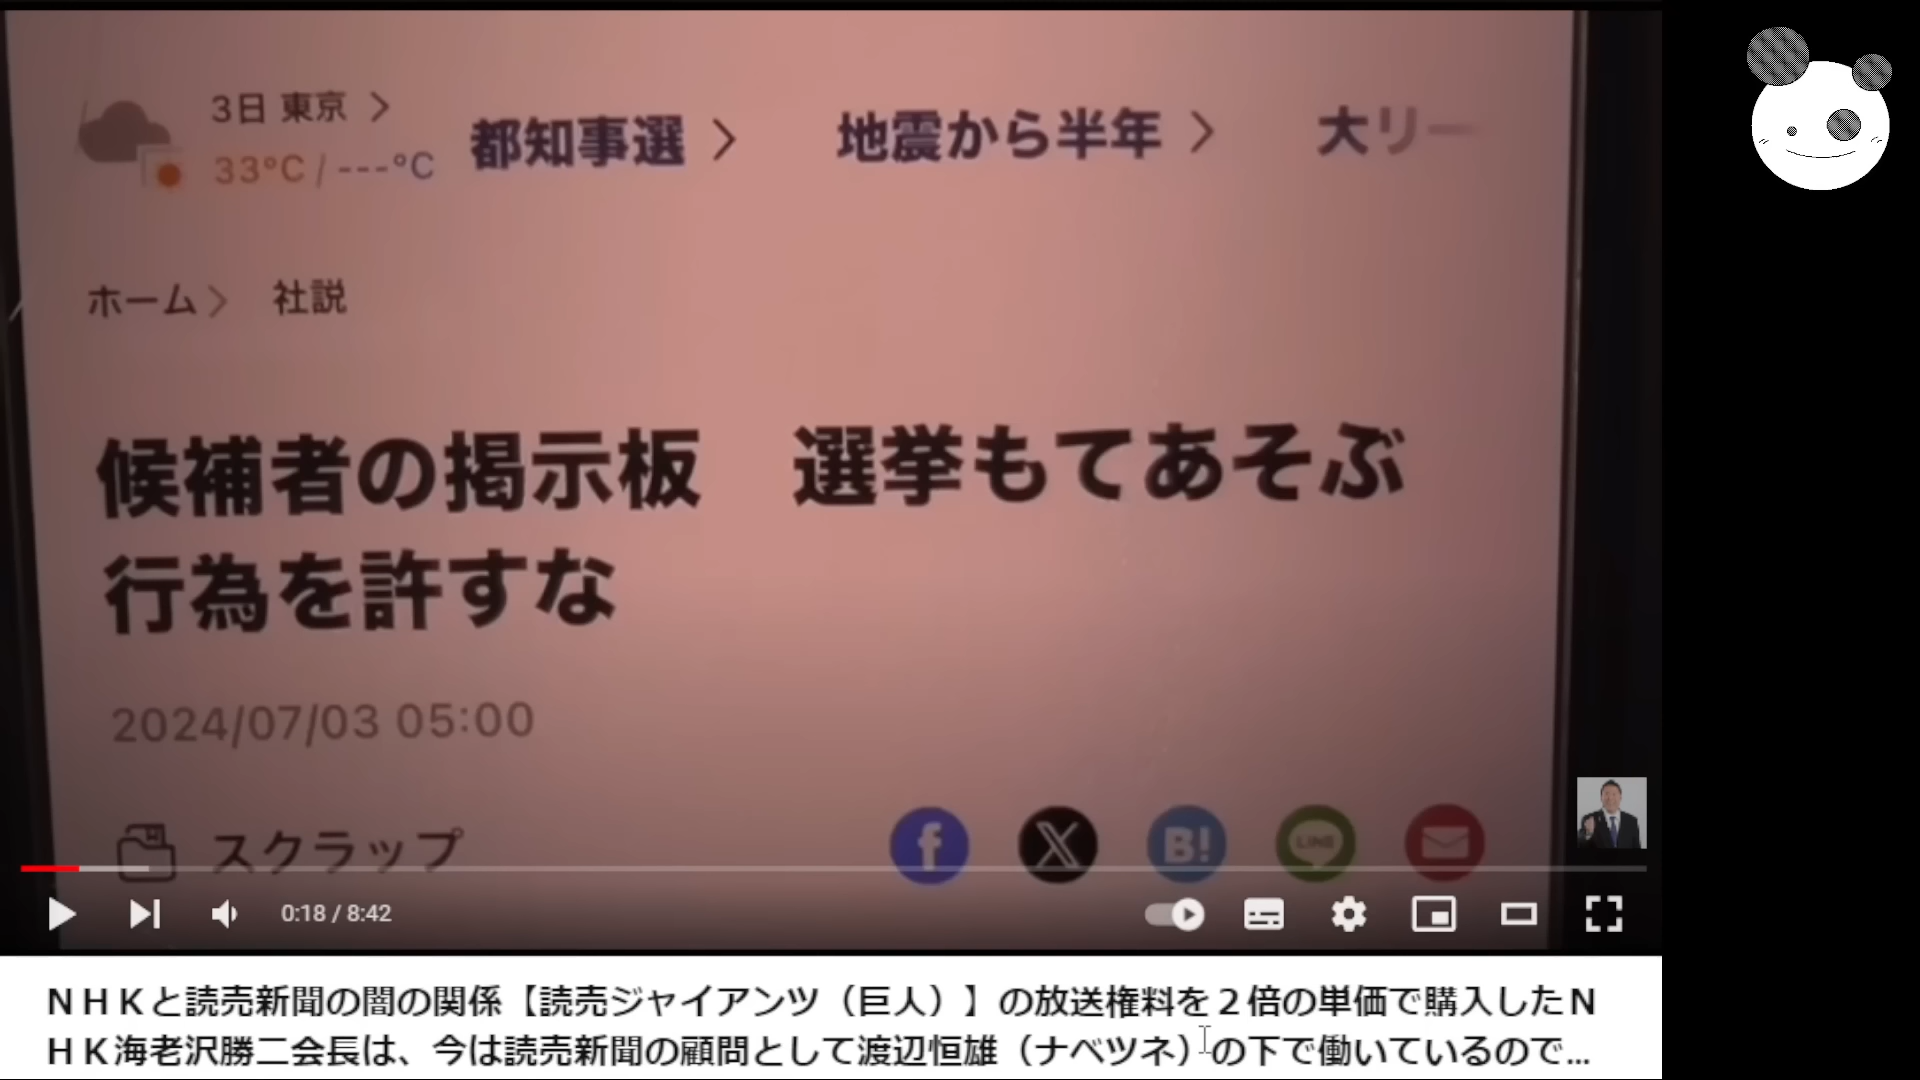 3日 東京
33°C / ---°C
都知事選
地震から半年
大リー
ホーム
社説
候補者の掲示板　選挙もてあそぶ
行為を許すな
2024/07/03 05:00
スクラップ
f
X
B!
LINE
0:18 / 8:42
ＮＨＫと読売新聞の闇の関係【読売ジャイアンツ（巨人）】の放送権料を２倍の単価で購入したＮ
ＨＫ海老沢勝二会長は、今は読売新聞の顧問として渡辺恒雄（ナベツネ）の下で働いているので...